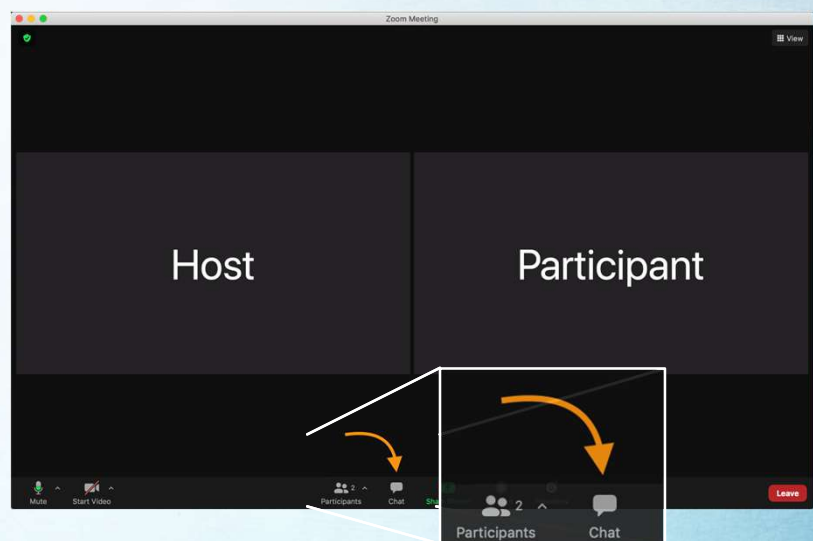 Zoom Meeting
View
Host
Participant
2
Mute
Start Video
Participants
Chat
Leave
2
Participants
Chat